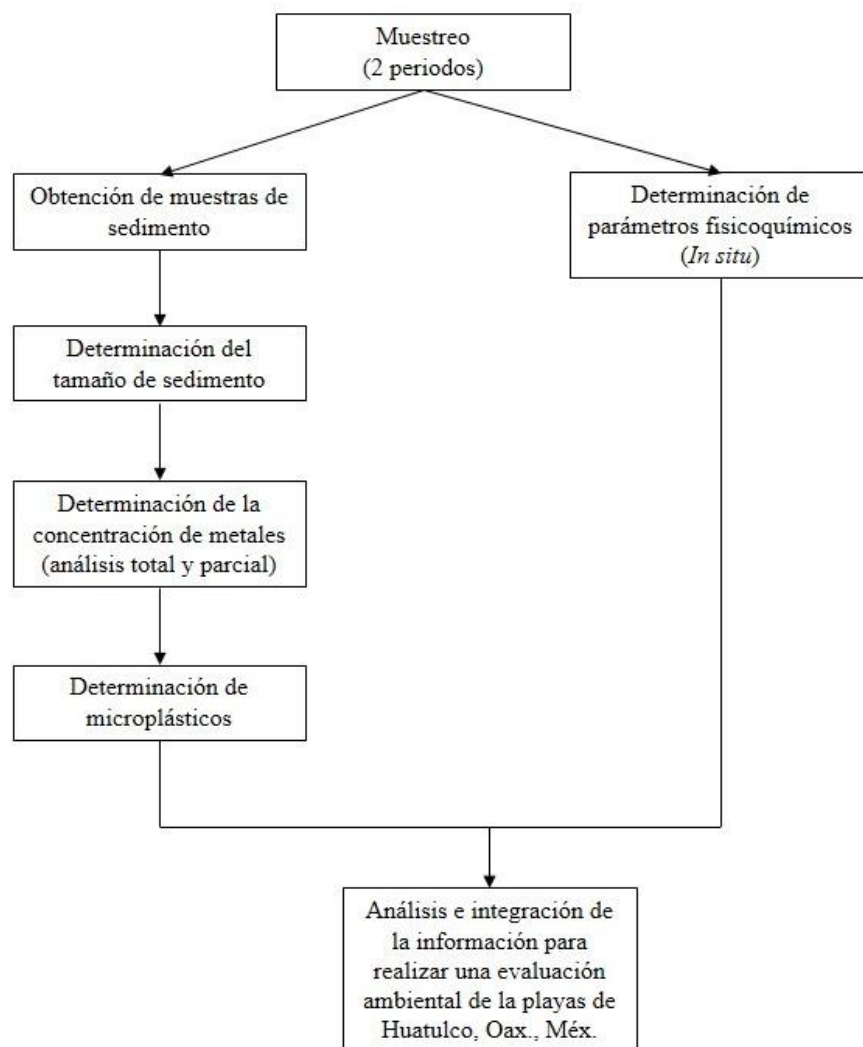 Muestreo
(2 periodos)
Obtención de muestras de
sedimento
Determinación de
parámetros fisicoquímicos
(In situ)
Determinación del
tamaño de sedimento
Determinación de la
concentración de metales
(análisis total y parcial)
Determinación de
microplásticos
Análisis e integración de
la información para
realizar una evaluación
ambiental de la playas de
Huatulco, Oax., Méx.